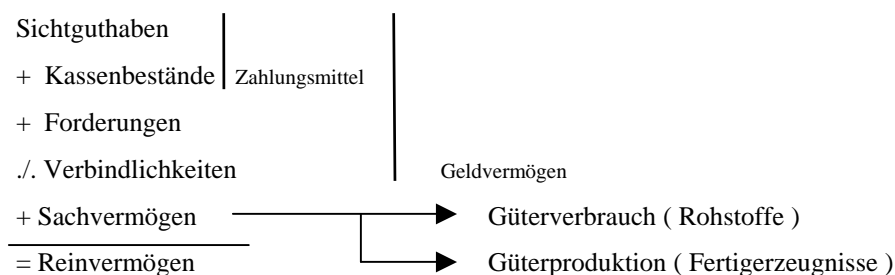 Sichtguthaben
+ Kassenbestände Zahlungsmittel
+ Forderungen
./. Verbindlichkeiten Geldvermögen
+ Sachvermögen Güterverbrauch ( Rohstoffe )
= Reinvermögen Güterproduktion ( Fertigerzeugnisse )